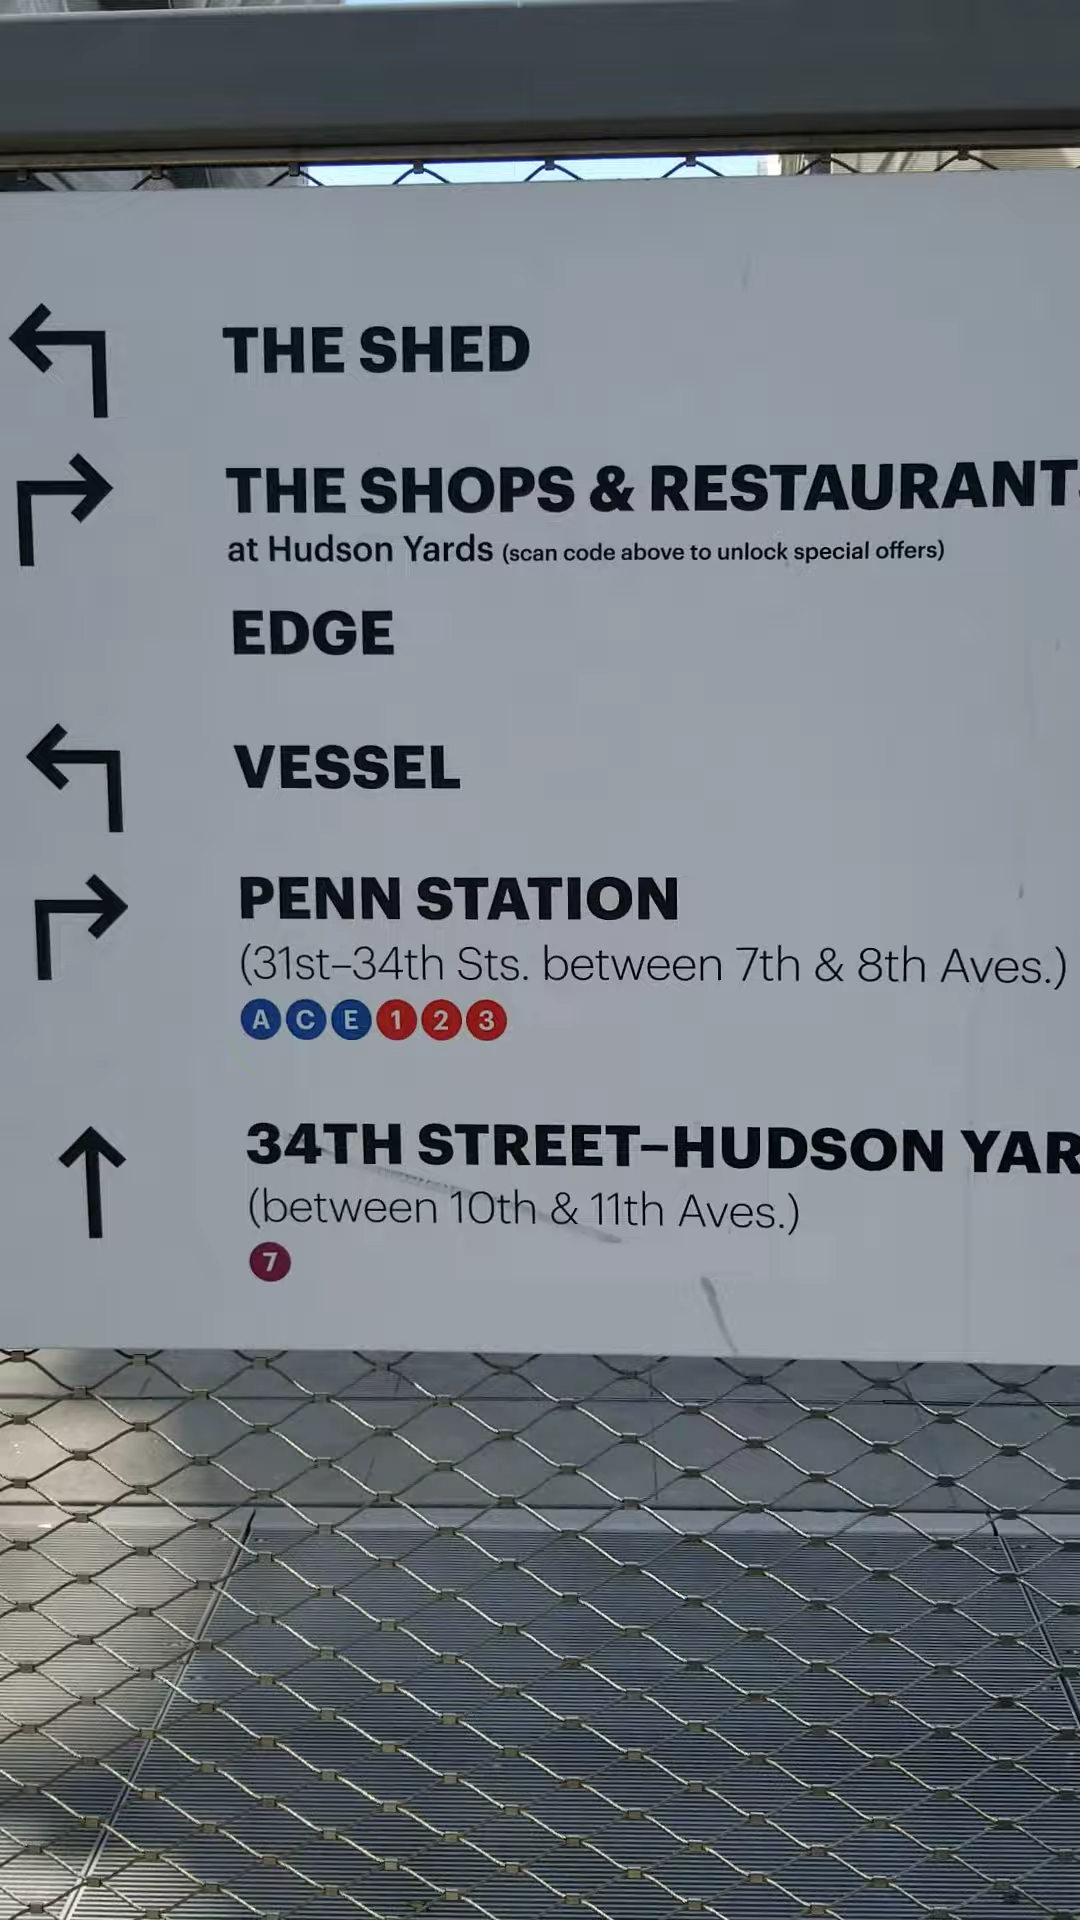 THE SHED
THE SHOPS & RESTAURANT
at Hudson Yards (scan code above to unlock special offers)
EDGE
VESSEL
PENN STATION
(31st–34th Sts. between 7th & 8th Aves.)
A C E 1 2 3
34TH STREET–HUDSON YAR
(between 10th & 11th Aves.)
7